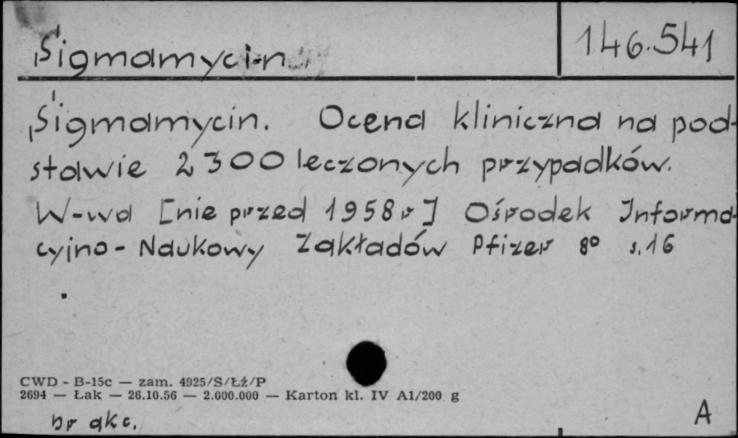 Sigmamycin
146.541
Sigmamycin. Ocena kliniczna na pod-
stawie 2300 leczonych przypadków.
W-wa [nie przed 1958r] Ośrodek Informa-
cyjno-Naukowy Zakładów Pfizer 8° s.16
CWD - B-15c — zam. 4925/S/Łź/P
2694 — Łak — 26.10.56 — 2.000.000 — Karton kl. IV A1/200 g
nr akc.
A